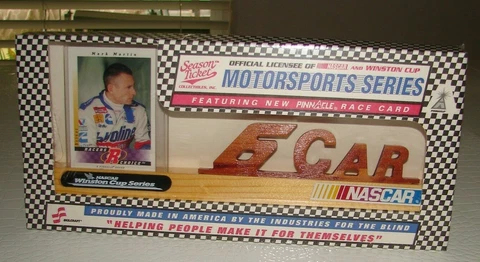 Season Ticket
COLLECTIBLES, INC.
OFFICIAL LICENSEE OF NASCAR AND WINSTON CUP
MOTORSPORTS SERIES
FEATURING NEW PINNACLE RACE CARD
Mark Martin
Valvoline
6 CAR
NASCAR
Winston Cup Series
NASCAR
PROUDLY MADE IN AMERICA BY THE INDUSTRIES FOR THE BLIND
"HELPING PEOPLE MAKE IT FOR THEMSELVES"